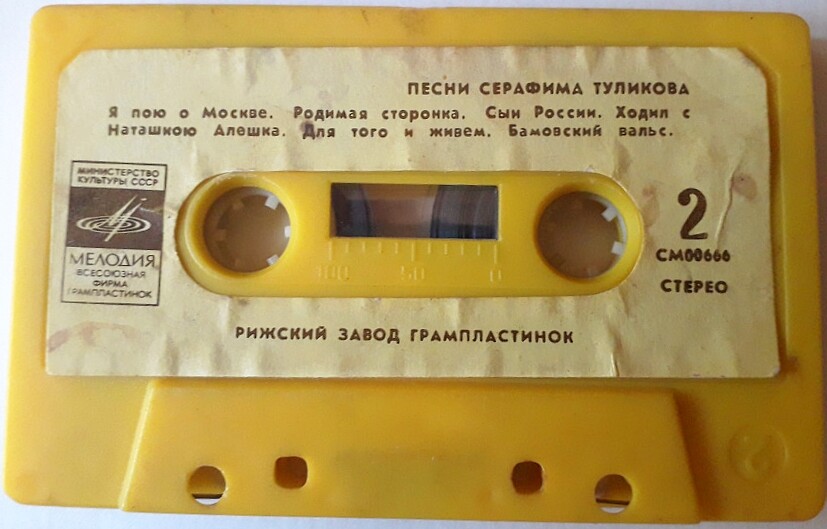 ПЕСНИ СЕРАФИМА ТУЛИКОВА
Я пою о Москве. Родимая сторонка. Сын России. Ходил с
Наташкою Алешка. Для того и живем. Бамовский вальс.
МИНИСТЕРСТВО
КУЛЬТУРЫ СССР
МЕЛОДИЯ
ВСЕСОЮЗНАЯ
ФИРМА
ГРАМПЛАСТИНОК
2
СМ00666
СТЕРЕО
100 50 0
РИЖСКИЙ ЗАВОД ГРАМПЛАСТИНОК